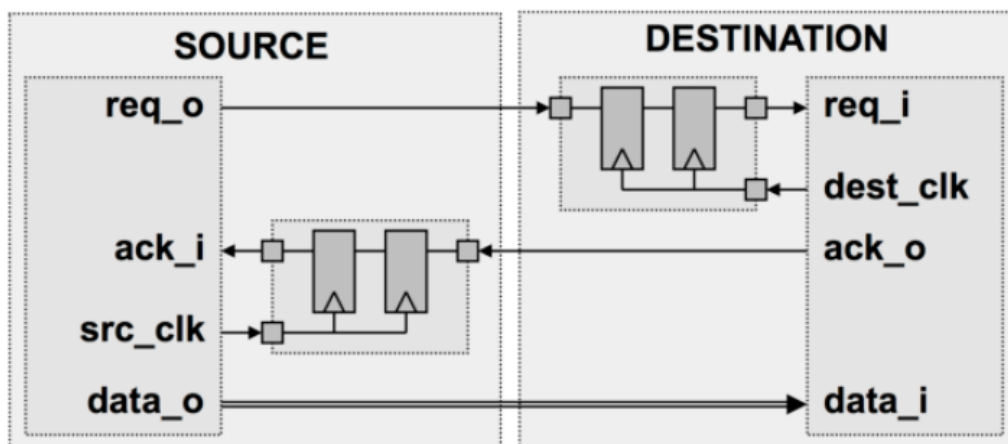 SOURCE
DESTINATION
req_o
req_i
dest_clk
ack_i
ack_o
src_clk
data_o
data_i